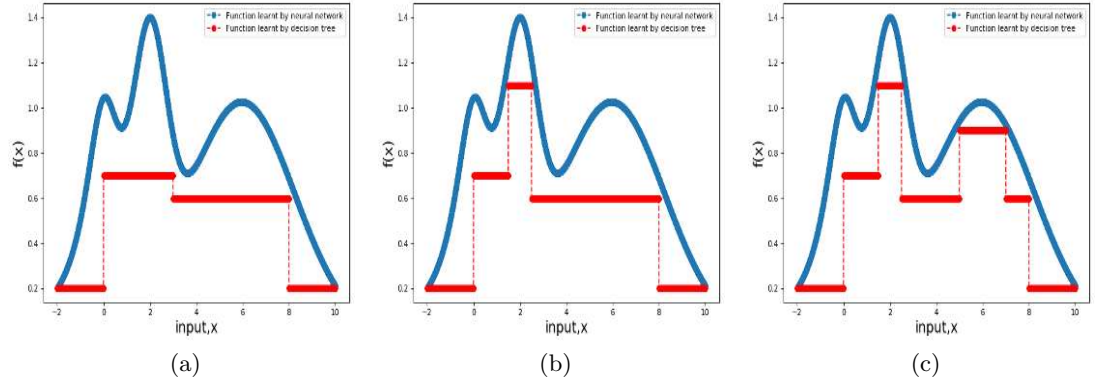 1.4
1.2
1.0
0.8
0.6
0.4
0.2
f(x)
−2 0 2 4 6 8 10
input,x
Function learnt by neural network
Function learnt by decision tree
(a)
1.4
1.2
1.0
0.8
0.6
0.4
0.2
f(x)
−2 0 2 4 6 8 10
input,x
Function learnt by neural network
Function learnt by decision tree
(b)
1.4
1.2
1.0
0.8
0.6
0.4
0.2
f(x)
−2 0 2 4 6 8 10
input,x
Function learnt by neural network
Function learnt by decision tree
(c)